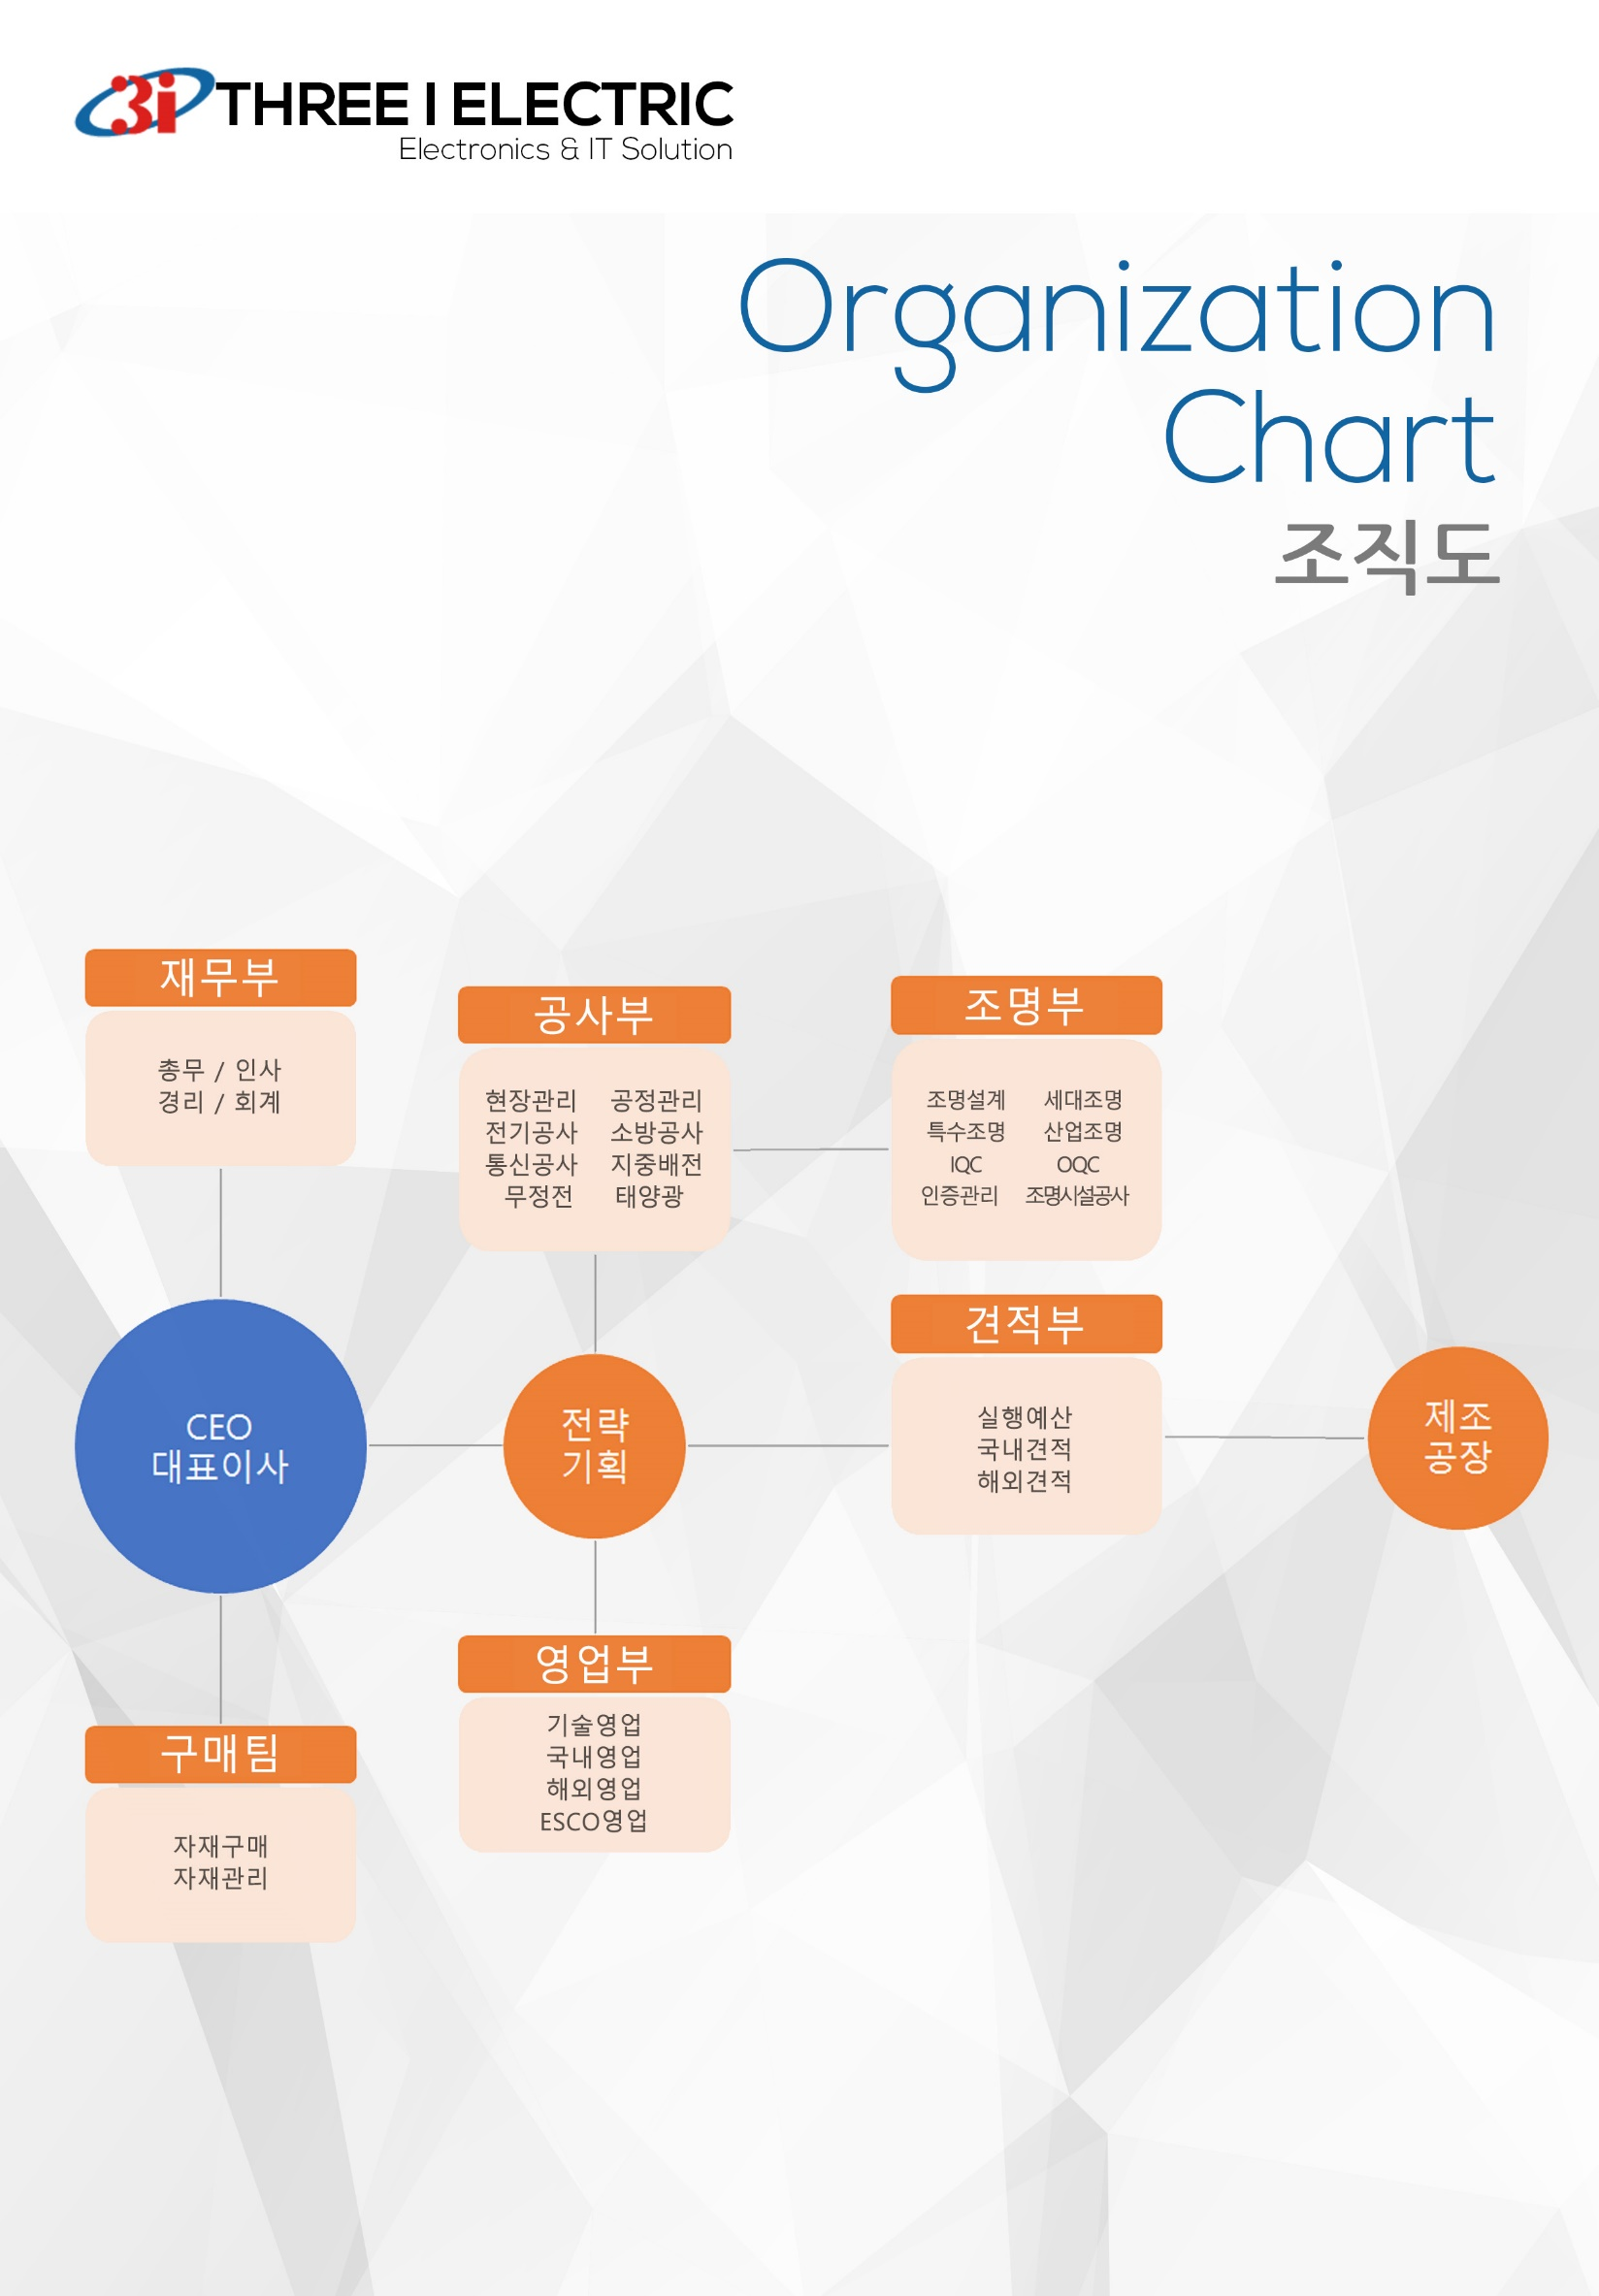 3i THREE I ELECTRIC
Electronics & IT Solution
Organization
Chart
조직도
재무부
총무 / 인사
경리 / 회계
공사부
현장관리 공정관리
전기공사 소방공사
통신공사 지중배전
무정전 태양광
조명부
조명설계 세대조명
특수조명 산업조명
IQC OQC
인증관리 조명시설공사
견적부
실행예산
국내견적
해외견적
CEO
대표이사
전략
기획
제조
공장
영업부
기술영업
국내영업
해외영업
ESCO영업
구매팀
자재구매
자재관리